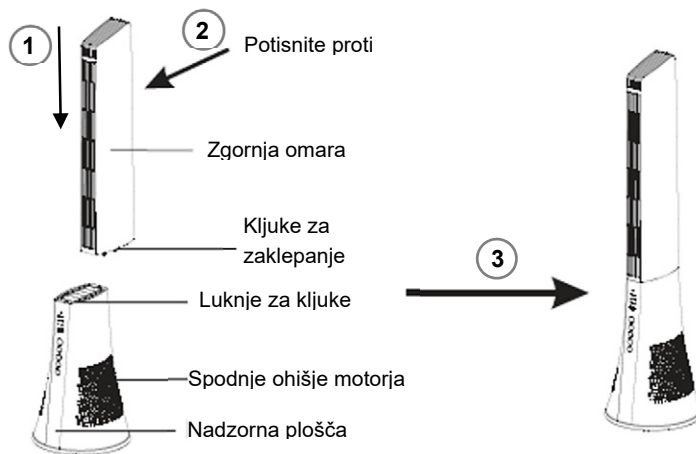 1
2
Potisnite proti
Zgornja omara
Kljuke za
zaklepanje
3
Luknje za kljuke
Spodnje ohišje motorja
Nadzorna plošča